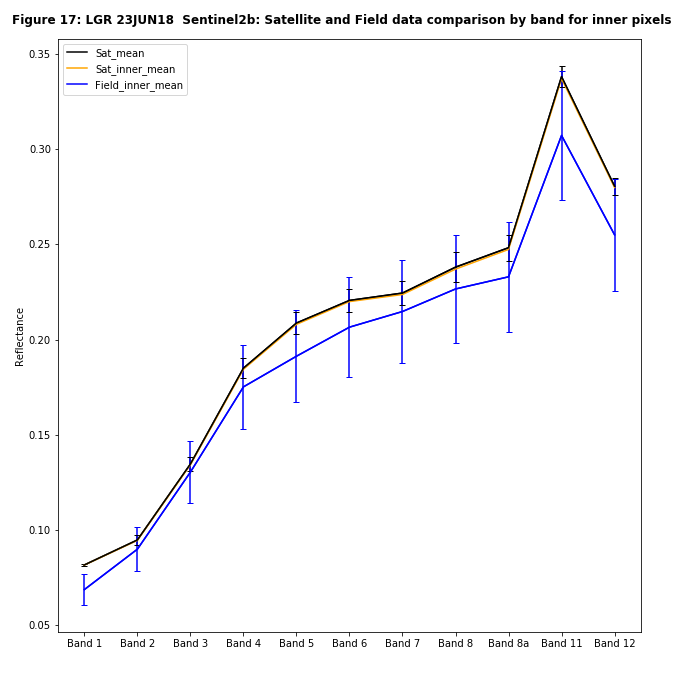 Figure 17: LGR 23JUN18  Sentinel2b: Satellite and Field data comparison by band for inner pixels
Sat_mean
Sat_inner_mean
Field_inner_mean
Reflectance
0.35
0.30
0.25
0.20
0.15
0.10
0.05
Band 1 Band 2 Band 3 Band 4 Band 5 Band 6 Band 7 Band 8 Band 8a Band 11 Band 12